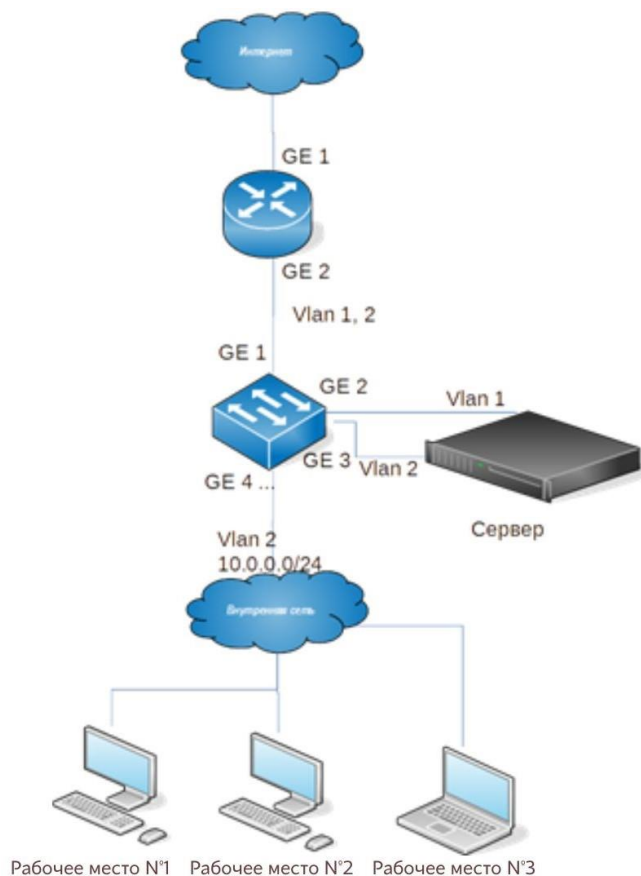 Интернет
GE 1
GE 2
Vlan 1, 2
GE 1
GE 2
Vlan 1
GE 3
Vlan 2
GE 4 ...
Сервер
Vlan 2
10.0.0.0/24
Внутренная сеть
Рабочее место №1
Рабочее место №2
Рабочее место №3